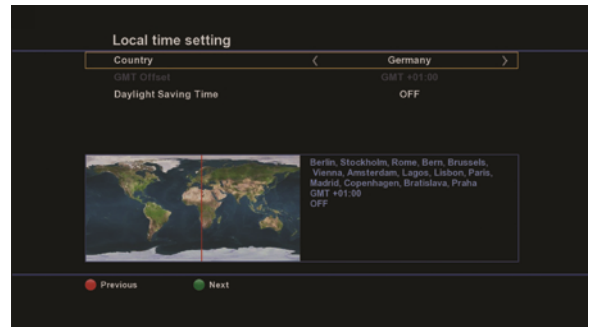 Local time setting
Country < Germany >
GMT Offset GMT +01:00
Daylight Saving Time OFF
Berlin, Stockholm, Rome, Bern, Brussels,
Vienna, Amsterdam, Lagos, Lisbon, Paris,
Madrid, Copenhagen, Bratislava, Praha
GMT +01:00
OFF
Previous Next